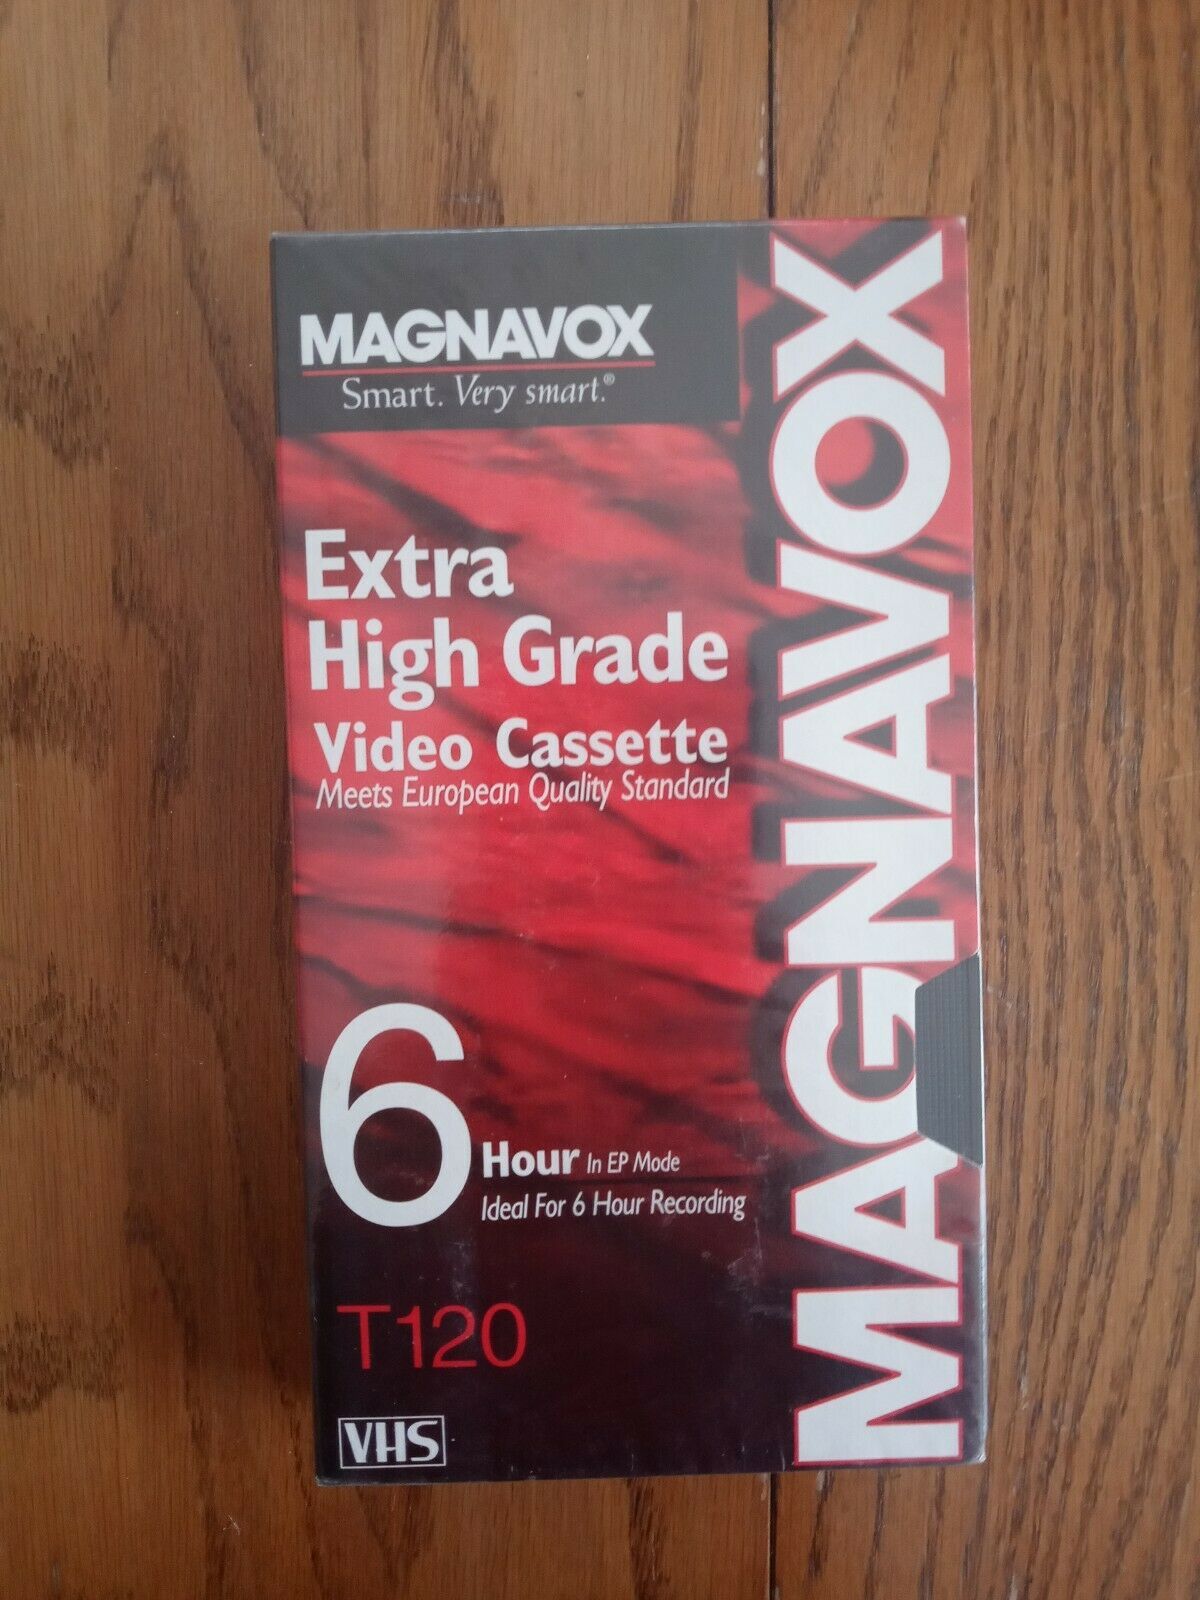 MAGNAVOX
Smart. Very smart.®
Extra
High Grade
Video Cassette
Meets European Quality Standard
6 Hour In EP Mode
Ideal For 6 Hour Recording
T120
VHS
MAGNAVOX